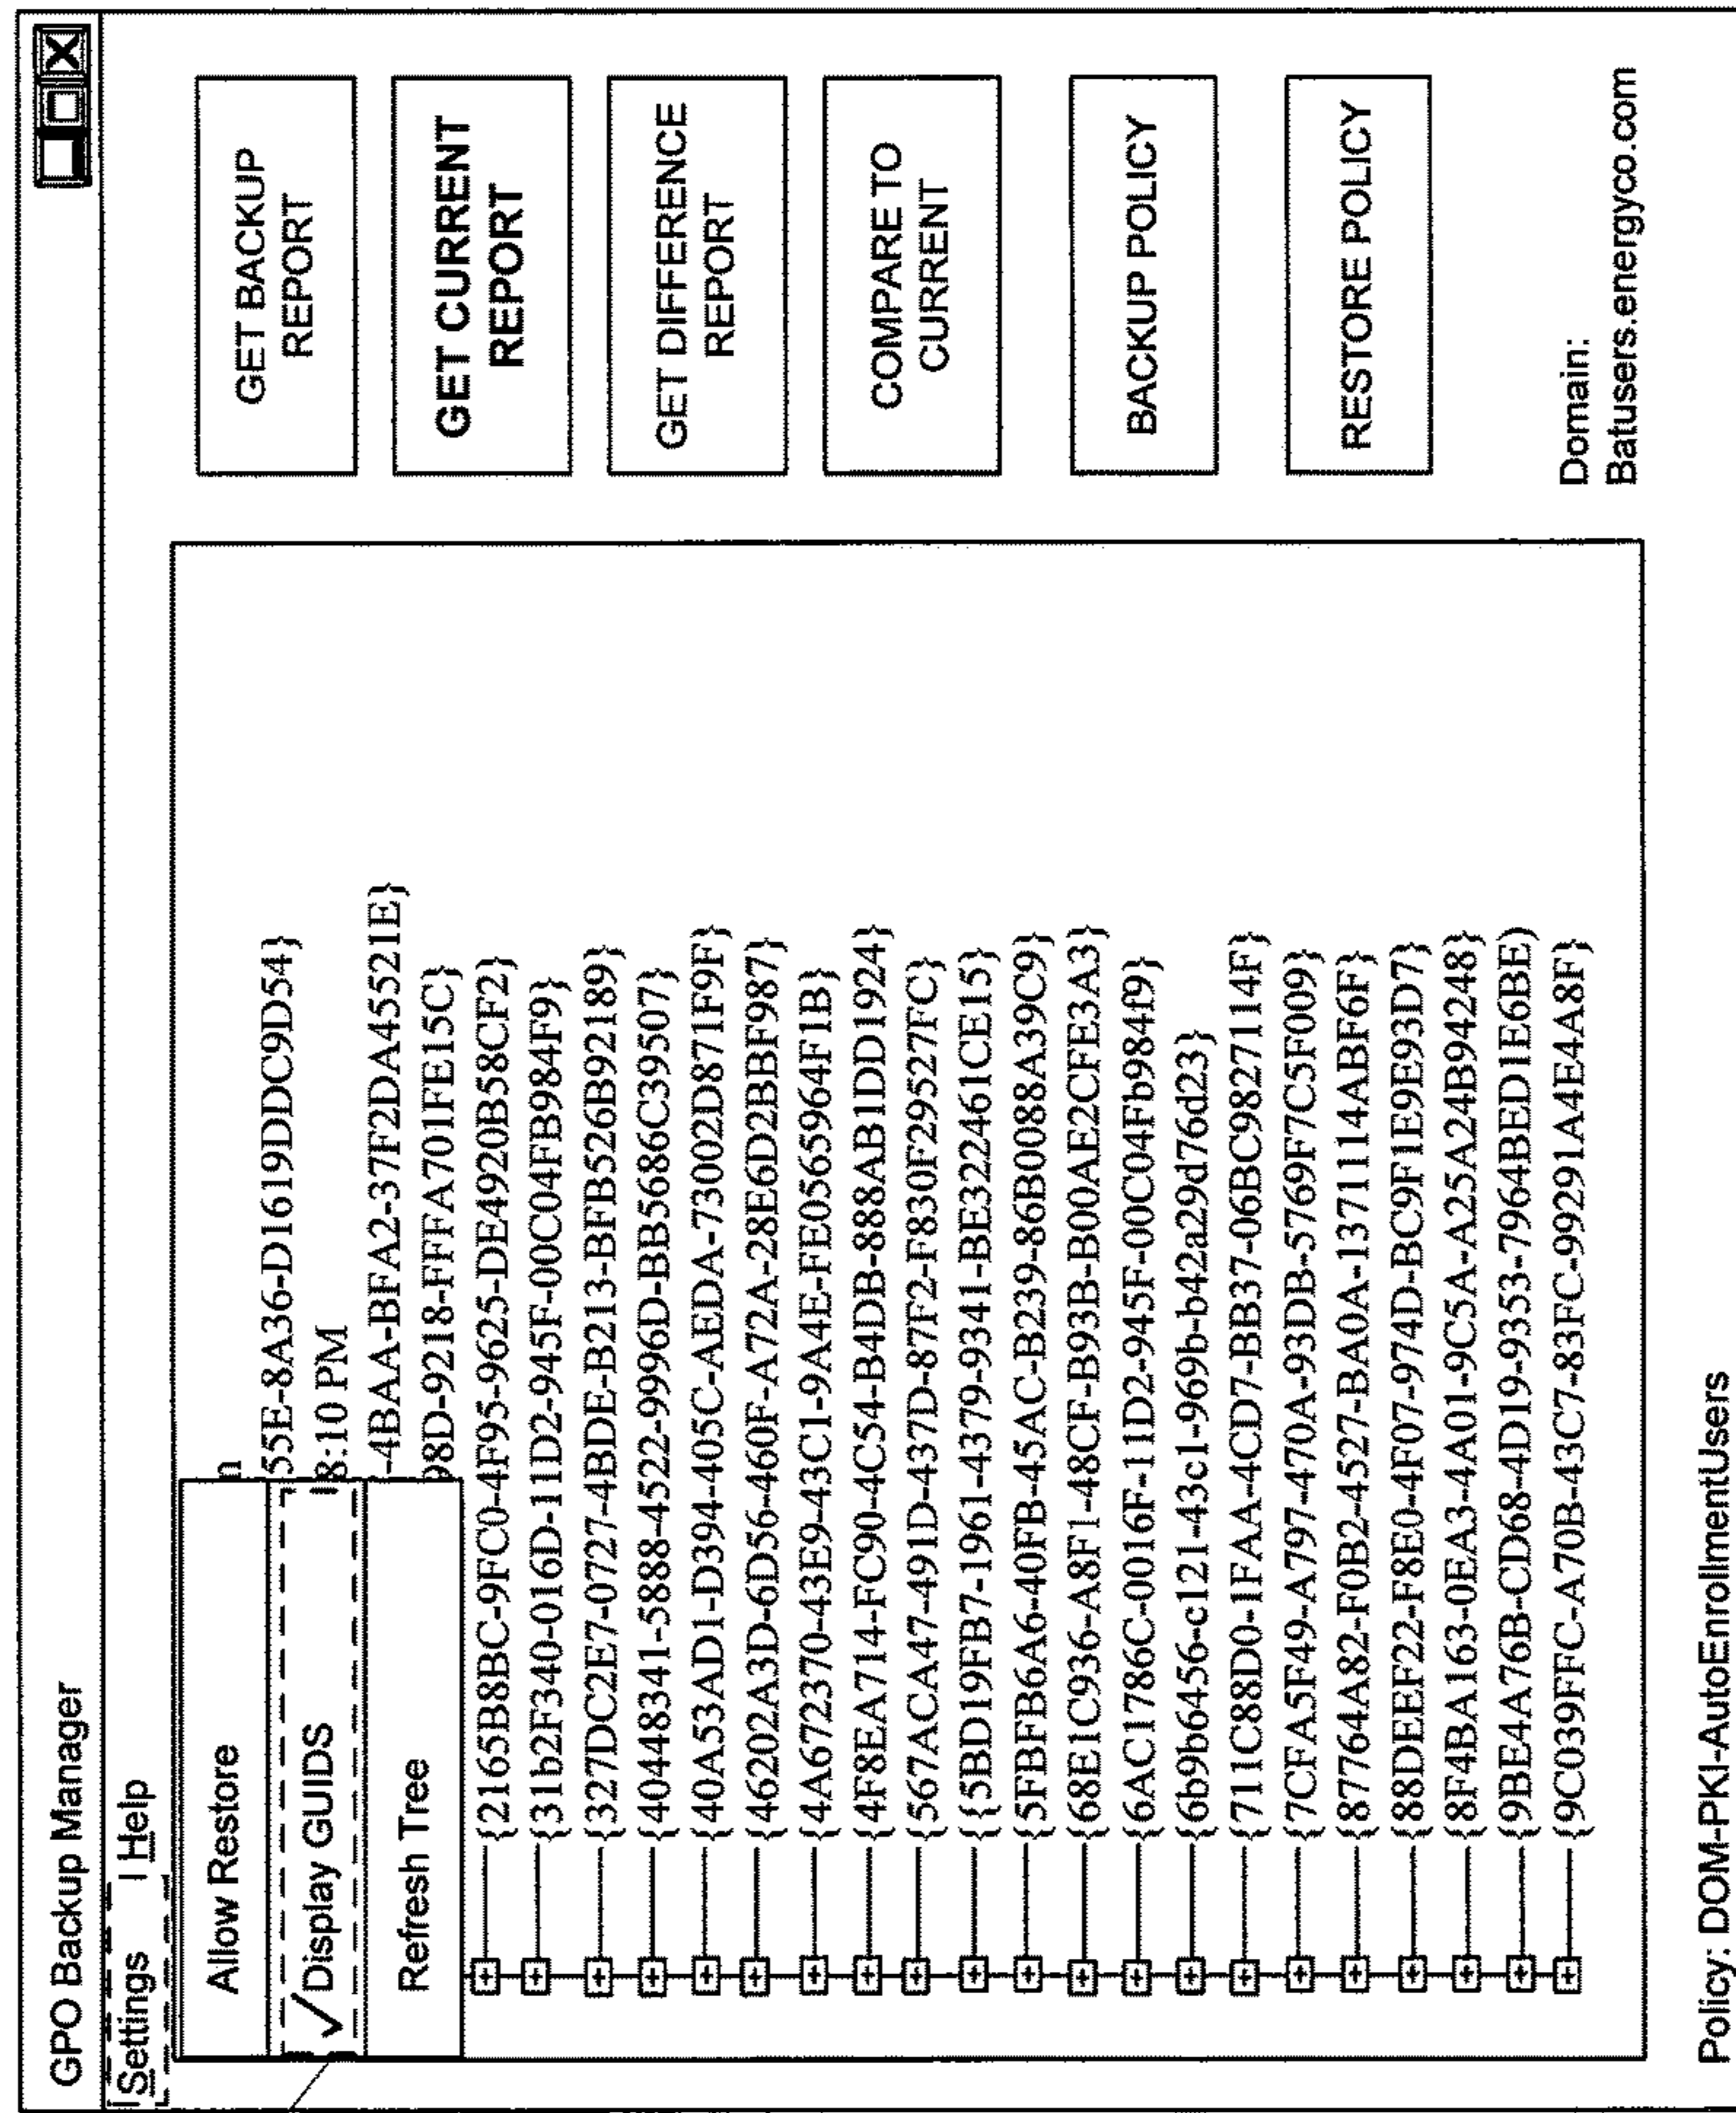 GPO Backup Manager
Settings | Help
Allow Restore
Display GUIDS
Refresh Tree
n
55E-8A36-D1619DDC9D54}
8:10 PM
-4BAA-BFA2-37F2DA45521E}
98D-9218-FFFA701FE15C}
{2165B8BC-9FC0-4F95-9625-DE4920B58CF2}
{31b2F340-016D-11D2-945F-00C04FB984F9}
{327DC2E7-0727-4BDE-B213-BFB526B92189}
{40448341-5888-4522-9996D-BB5686C39507}
{40A53AD1-D394-405C-AEDA-73002D871F9F}
{46202A3D-6D56-460F-A72A-28E6D2BBF987}
{4A672370-43E9-43C1-9A4E-FE0565964F1B}
{4F8EA714-FC90-4C54-B4DB-888AB1DD1924}
{567ACA47-491D-437D-87F2-F830F29527FC}
{{5BD19FB7-1961-4379-9341-BE322461CE15}
{5FBFB6A6-40FB-45AC-B239-86B0088A39C9}
{68E1C936-A8F1-48CF-B93B-B00AE2CFE3A3}
{6AC1786C-0016F-11D2-945F-00C04Fb984f9}
{6b9b6456-c121-43c1-969b-b42a29d76d23}
{711C88D0-1FAA-4CD7-BB37-06BC9827114F}
{7CFA5F49-A797-470A-93DB-5769F7C5F009}
{87764A82-F0B2-4527-BA0A-1371114ABF6F}
{88DEEF22-F8E0-4F07-974D-BC9F1E9E93D7}
{8F4BA163-0EA3-4A01-9C5A-A25A24B94248}
{9BE4A76B-CD68-4D19-9353-7964BED1E6BE)
{9C039FFC-A70B-43C7-83FC-99291A4E4A8F}
GET BACKUP
REPORT
GET CURRENT
REPORT
GET DIFFERENCE
REPORT
COMPARE TO
CURRENT
BACKUP POLICY
RESTORE POLICY
Domain:
Batusers.energyco.com
Policy: DOM-PKI-AutoEnrollmentUsers